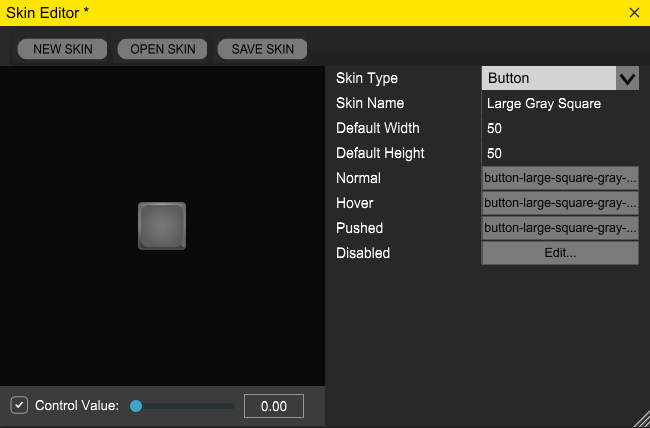 Skin Editor *
NEW SKIN OPEN SKIN SAVE SKIN
Skin Type Button
Skin Name Large Gray Square
Default Width 50
Default Height 50
Normal button-large-square-gray-...
Hover button-large-square-gray-...
Pushed button-large-square-gray-...
Disabled Edit...
Control Value: 0.00